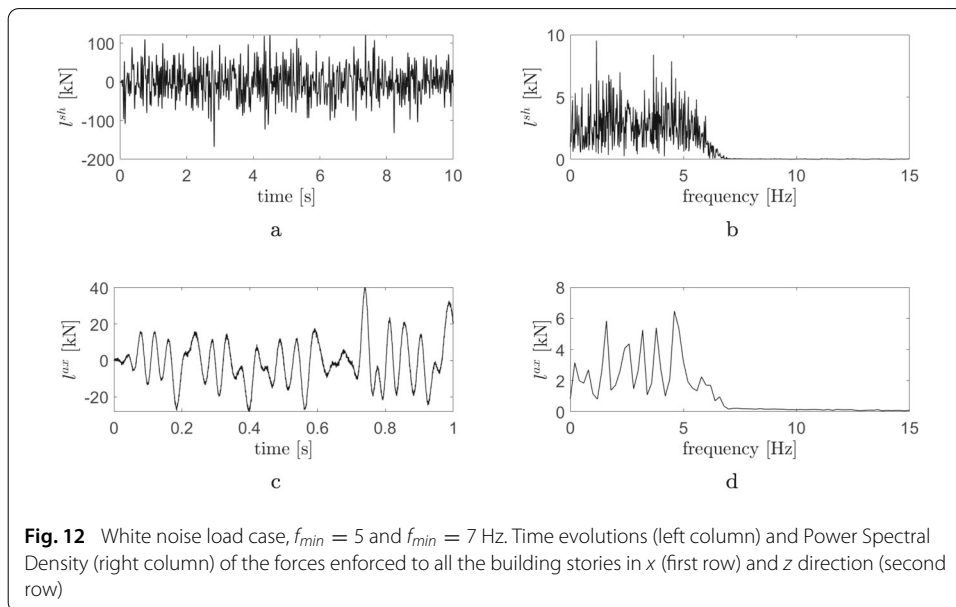 100
0
-100
-200
l^{sh} [kN]
0 2 4 6 8 10
time [s]
a
10
5
0
l^{sh} [kN]
0 5 10 15
frequency [Hz]
b
40
20
0
-20
l^{ax} [kN]
0 0.2 0.4 0.6 0.8 1
time [s]
c
8
6
4
2
0
l^{ax} [kN]
0 5 10 15
frequency [Hz]
d
Fig. 12 White noise load case, f_{min} = 5 and f_{min} = 7 Hz. Time evolutions (left column) and Power Spectral
Density (right column) of the forces enforced to all the building stories in x (first row) and z direction (second
row)